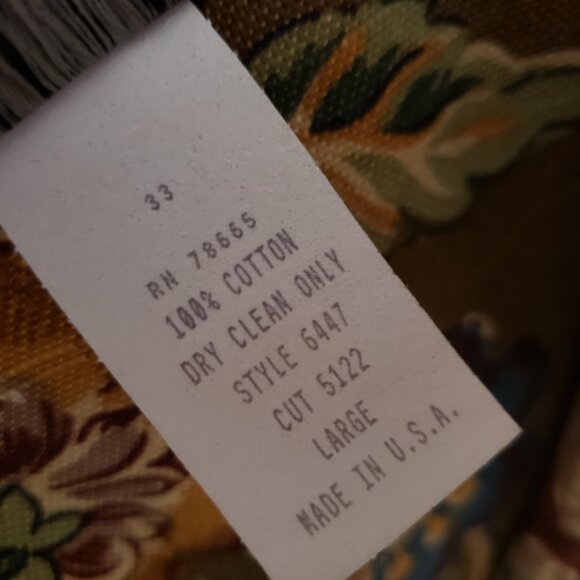 33
RN 78665
100% COTTON
DRY CLEAN ONLY
STYLE 6447
CUT 5122
LARGE
MADE IN U.S.A.